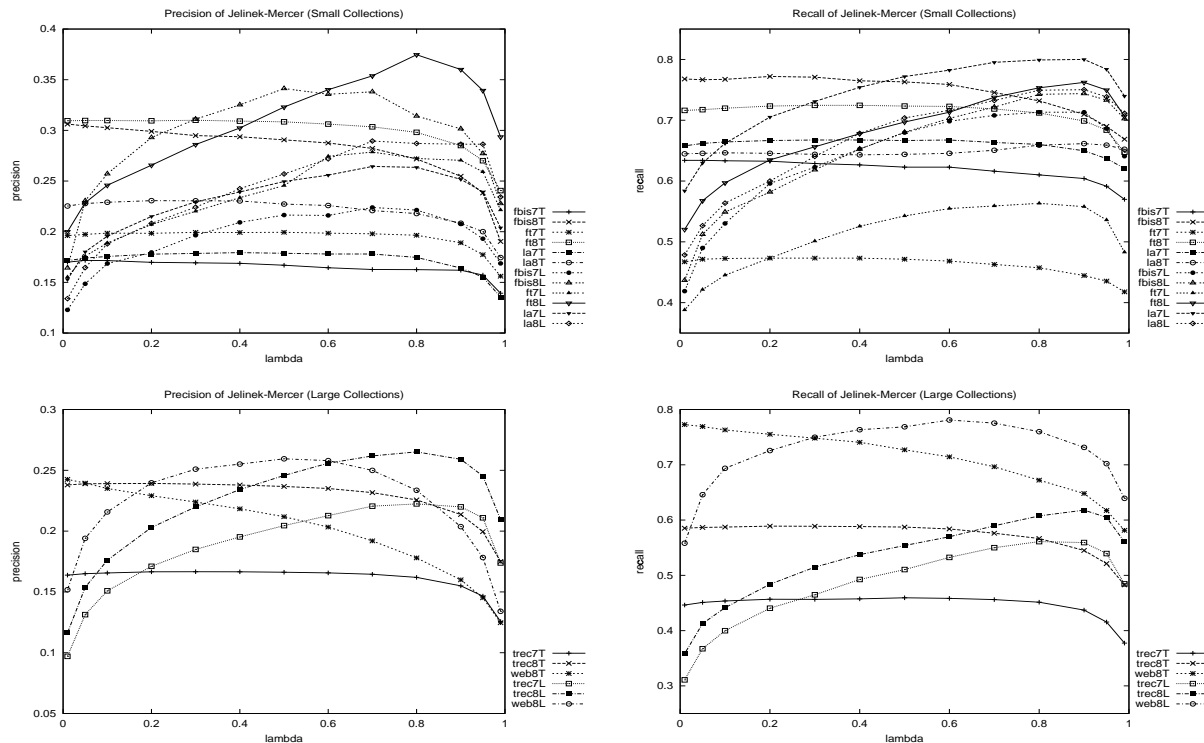 Precision of Jelinek-Mercer (Small Collections)
0.4
0.35
0.3
0.25
0.2
0.15
0.1
precision
0
0.2
0.4
0.6
0.8
1
lambda
fbis7T
fbis8T
ft7T
ft8T
la7T
la8T
fbis7L
fbis8L
ft7L
ft8L
la7L
la8L
Recall of Jelinek-Mercer (Small Collections)
0.8
0.7
0.6
0.5
0.4
recall
0
0.2
0.4
0.6
0.8
1
lambda
fbis7T
fbis8T
ft7T
ft8T
la7T
la8T
fbis7L
fbis8L
ft7L
ft8L
la7L
la8L
Precision of Jelinek-Mercer (Large Collections)
0.3
0.25
0.2
0.15
0.1
0.05
precision
0
0.2
0.4
0.6
0.8
1
lambda
trec7T
trec8T
web8T
trec7L
trec8L
web8L
Recall of Jelinek-Mercer (Large Collections)
0.8
0.7
0.6
0.5
0.4
0.3
recall
0
0.2
0.4
0.6
0.8
1
lambda
trec7T
trec8T
web8T
trec7L
trec8L
web8L